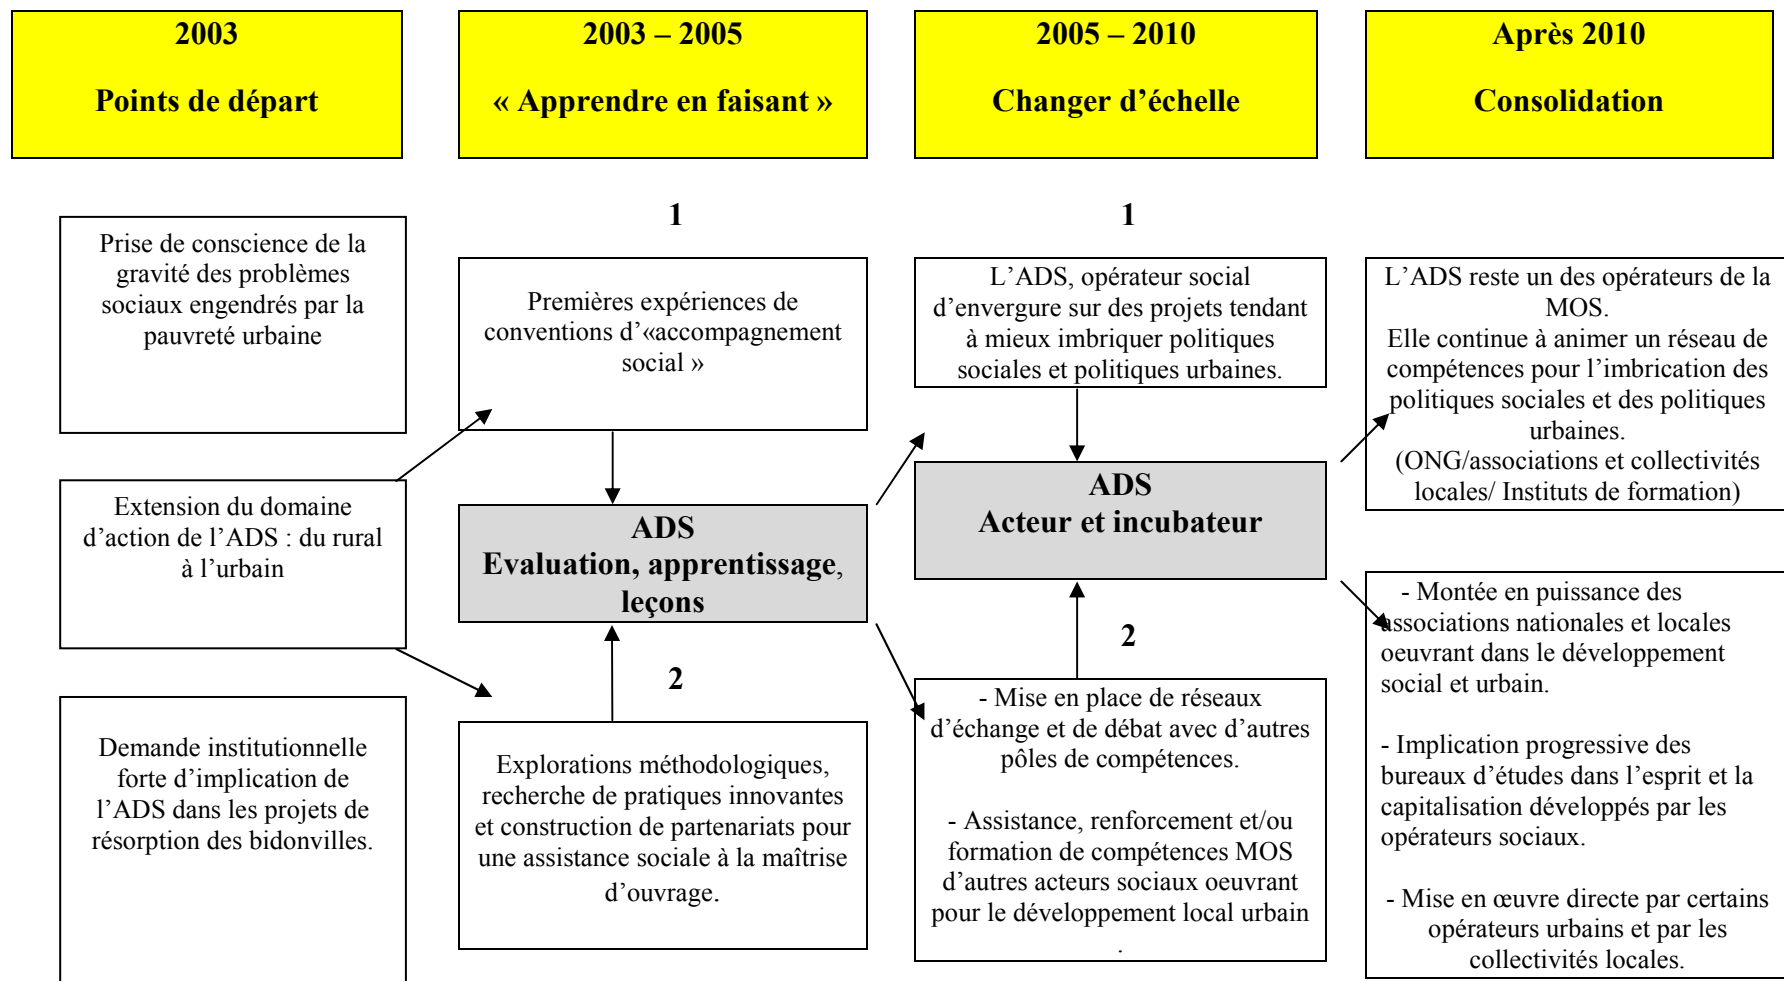 2003
Points de départ
2003 – 2005
« Apprendre en faisant »
2005 – 2010
Changer d’échelle
Après 2010
Consolidation
Prise de conscience de la
gravité des problèmes
sociaux engendrés par la
pauvreté urbaine
Extension du domaine
d’action de l’ADS : du rural
à l’urbain
Demande institutionnelle
forte d’implication de
l’ADS dans les projets de
résorption des bidonvilles.
1
Premières expériences de
conventions d’«accompagnement
social »
ADS
Evaluation, apprentissage,
leçons
2
Explorations méthodologiques,
recherche de pratiques innovantes
et construction de partenariats pour
une assistance sociale à la maîtrise
d’ouvrage.
1
L’ADS, opérateur social
d’envergure sur des projets tendant
à mieux imbriquer politiques
sociales et politiques urbaines.
ADS
Acteur et incubateur
2
- Mise en place de réseaux
d’échange et de débat avec d’autres
pôles de compétences.
- Assistance, renforcement et/ou
formation de compétences MOS
d’autres acteurs sociaux oeuvrant
pour le développement local urbain
.
L’ADS reste un des opérateurs de la
MOS.
Elle continue à animer un réseau de
compétences pour l’imbrication des
politiques sociales et des politiques
urbaines.
(ONG/associations et collectivités
locales/ Instituts de formation)
- Montée en puissance des
associations nationales et locales
oeuvrant dans le développement
social et urbain.
- Implication progressive des
bureaux d’études dans l’esprit et la
capitalisation développés par les
opérateurs sociaux.
- Mise en œuvre directe par certains
opérateurs urbains et par les
collectivités locales.